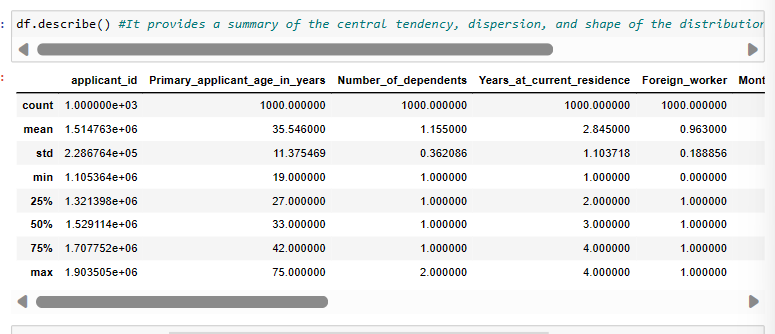 : df.describe() #It provides a summary of the central tendency, dispersion, and shape of the distribution
:
applicant_id Primary_applicant_age_in_years Number_of_dependents Years_at_current_residence Foreign_worker Mont
count 1.000000e+03 1000.000000 1000.000000 1000.000000 1000.000000
mean 1.514763e+06 35.546000 1.155000 2.845000 0.963000
std 2.286764e+05 11.375469 0.362086 1.103718 0.188856
min 1.105364e+06 19.000000 1.000000 1.000000 0.000000
25% 1.321398e+06 27.000000 1.000000 2.000000 1.000000
50% 1.529114e+06 33.000000 1.000000 3.000000 1.000000
75% 1.707752e+06 42.000000 1.000000 4.000000 1.000000
max 1.903505e+06 75.000000 2.000000 4.000000 1.000000